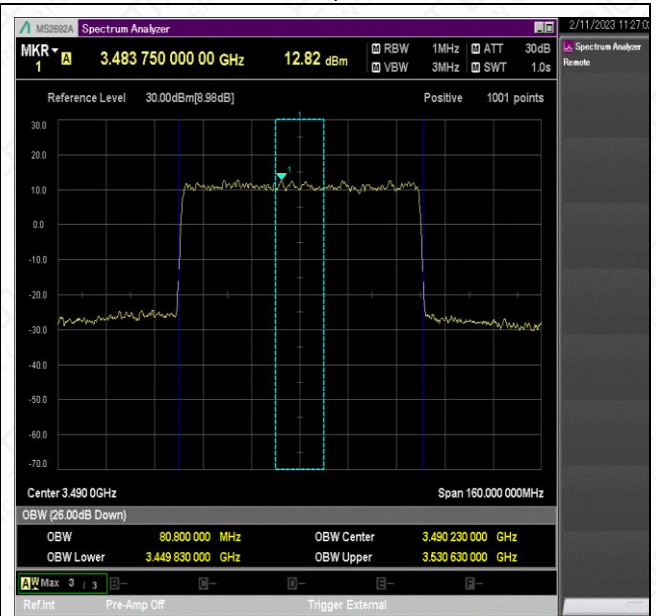 MS2692A Spectrum Analyzer
2/11/2023 11:27:0
MKR 1 A 3.483 750 000 00 GHz 12.82 dBm
M RBW 1MHz M ATT 30dB
M VBW 3MHz M SWT 1.0s
Spectrum Analyzer
Remote
Reference Level 30.00dBm[8.98dB] Positive 1001 points
1
30.0
20.0
1
10.0
0.0
-10.0
-20.0
-30.0
-40.0
-50.0
-60.0
-70.0
Center 3.490 0GHz Span 160.000 000MHz
OBW (26.00dB Down)
OBW 80.800 000 MHz OBW Center 3.490 230 000 GHz
OBW Lower 3.449 830 000 GHz OBW Upper 3.530 630 000 GHz
A W Max 3 / 3 B- C- D- E- F-
Ref.Int Pre-Amp Off Trigger External